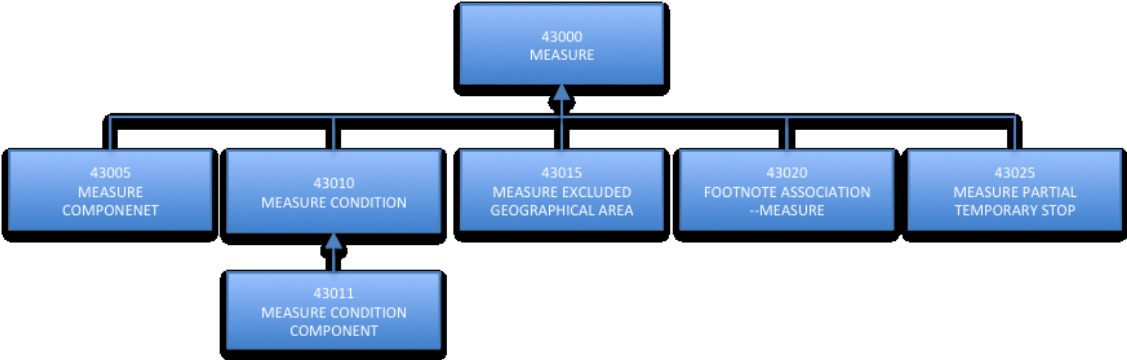 43000
MEASURE
43005
MEASURE
COMPONENET
43010
MEASURE CONDITION
43015
MEASURE EXCLUDED
GEOGRAPHICAL AREA
43020
FOOTNOTE ASSOCIATION
--MEASURE
43025
MEASURE PARTIAL
TEMPORARY STOP
43011
MEASURE CONDITION
COMPONENT